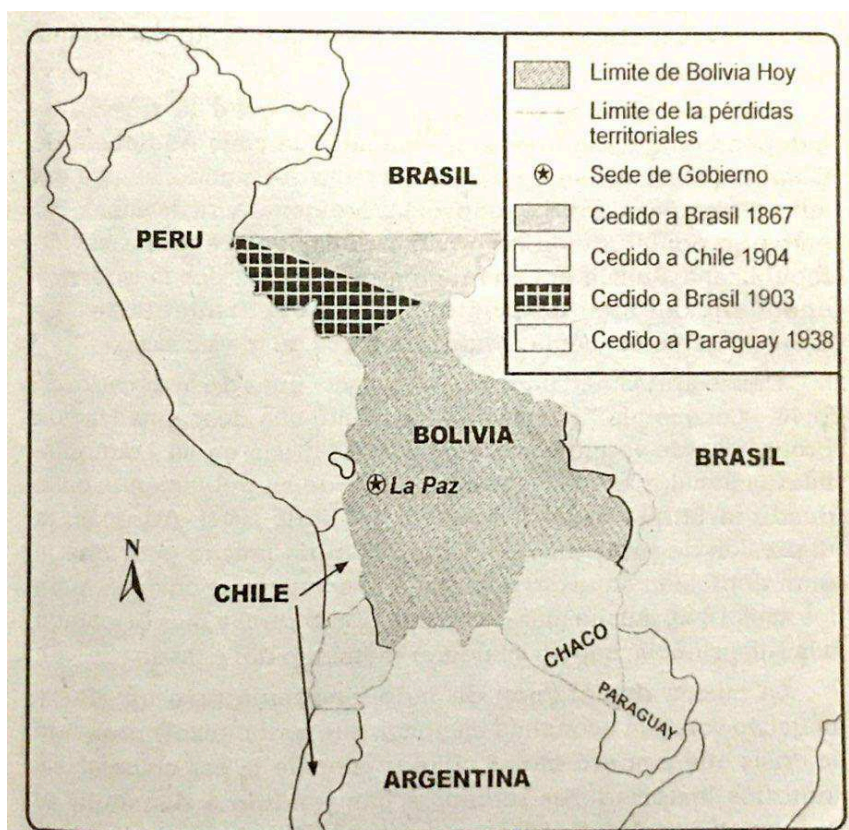 Limite de Bolivia Hoy
Limite de la pérdidas
territoriales
Sede de Gobierno
Cedido a Brasil 1867
Cedido a Chile 1904
Cedido a Brasil 1903
Cedido a Paraguay 1938
BRASIL
PERU
BOLIVIA
BRASIL
La Paz
N
CHILE
CHACO
PARAGUAY
ARGENTINA